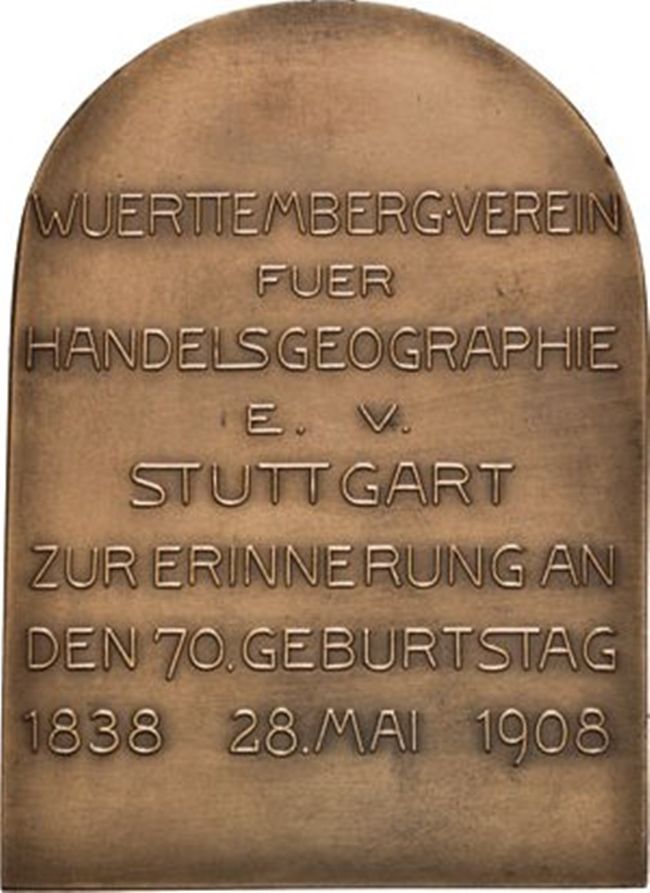 WUERTTEMBERG·VEREIN
FUER
HANDELSGEOGRAPHIE
E. V.
STUTTGART
ZUR ERINNERUNG AN
DEN 70. GEBURTSTAG
1838 28. MAI 1908